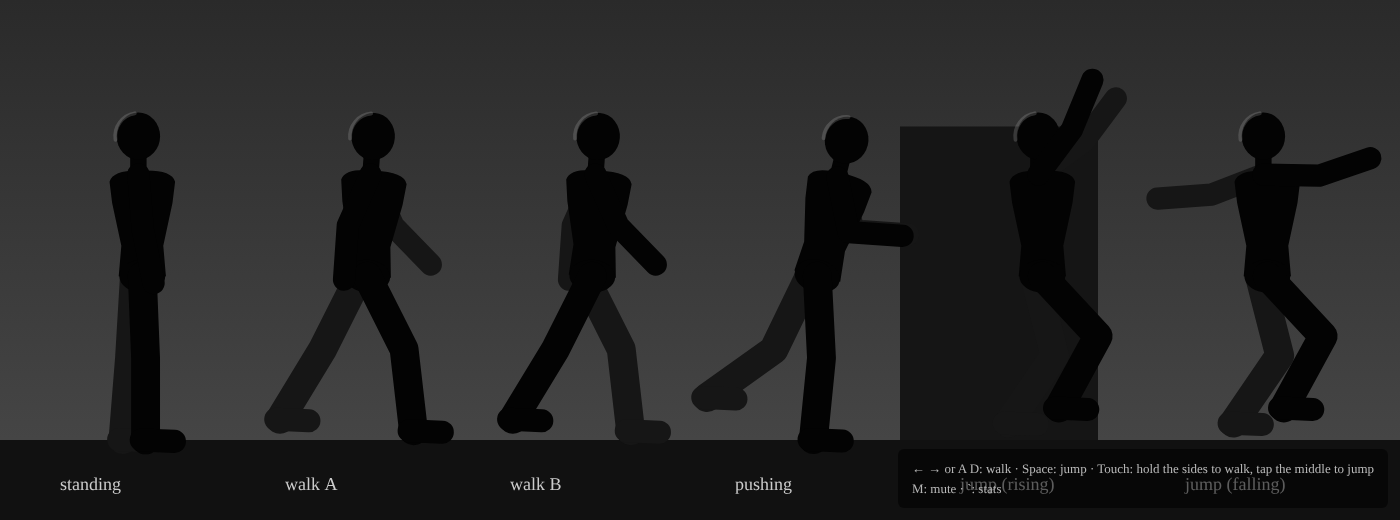 standing
walk A
walk B
pushing
jump (rising)
jump (falling)
← → or A D: walk · Space: jump · Touch: hold the sides to walk, tap the middle to jump
M: mute · `: stats